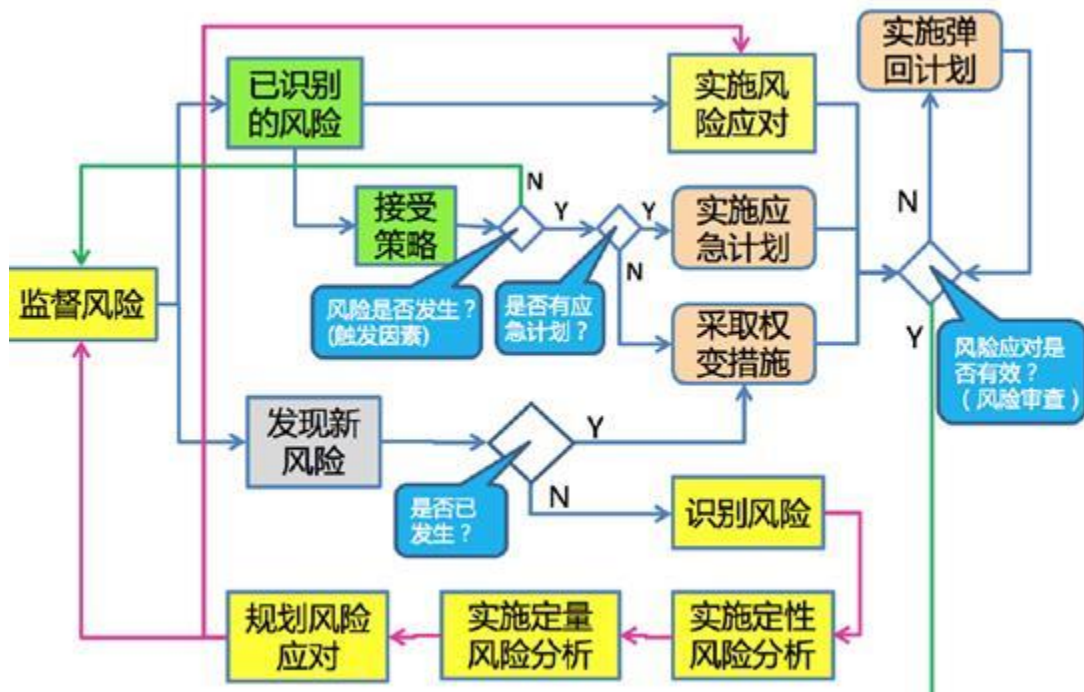 实施弹
回计划
已识别
的风险
实施风
险应对
N
N
接受
策略
Y
Y
实施应
急计划
N
监督风险
风险是否发生？
(触发因素)
是否有应
急计划？
采取权
变措施
Y
风险应对是
否有效？
（风险审查）
发现新
风险
Y
是否已
发生？
N
识别风险
规划风险
应对
实施定量
风险分析
实施定性
风险分析